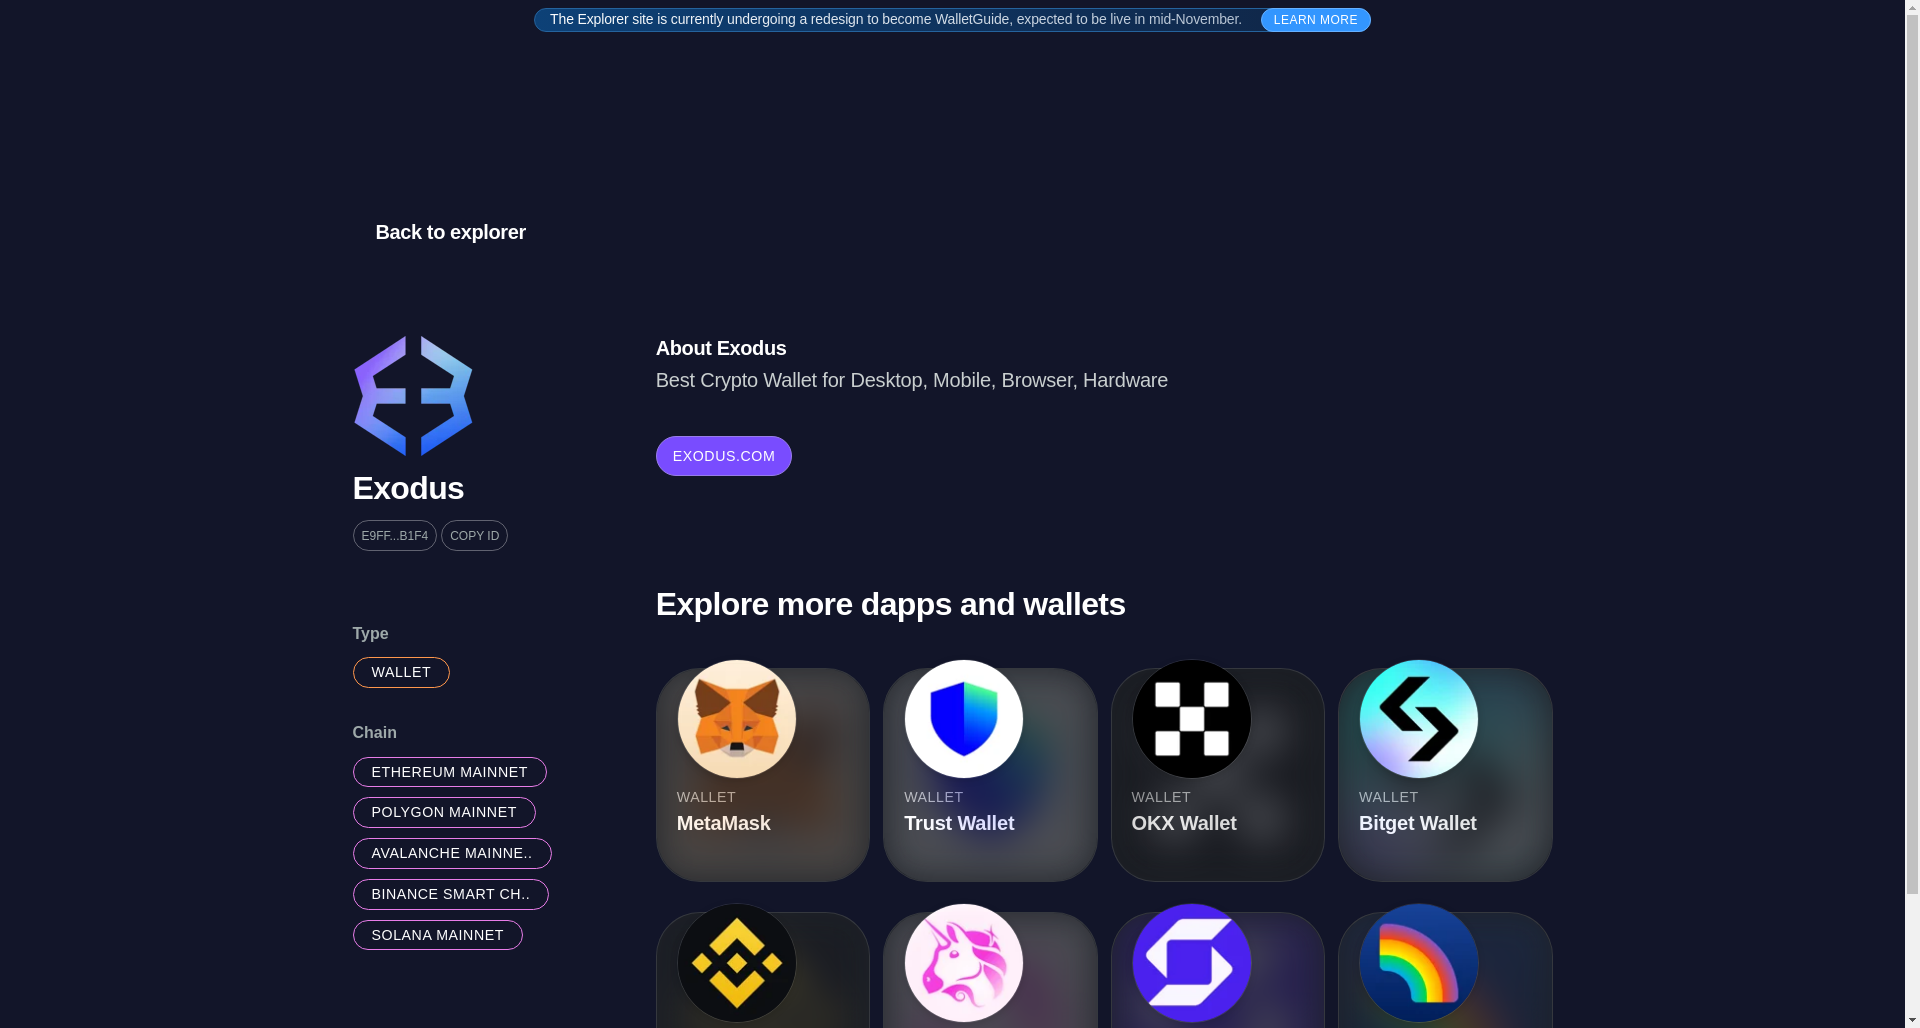 The Explorer site is currently undergoing a redesign to become WalletGuide, expected to be live in mid-November.
LEARN MORE
Back to explorer
Exodus
E9FF...B1F4
COPY ID
Type
WALLET
Chain
ETHEREUM MAINNET
POLYGON MAINNET
AVALANCHE MAINNE..
BINANCE SMART CH..
SOLANA MAINNET
About Exodus
Best Crypto Wallet for Desktop, Mobile, Browser, Hardware
EXODUS.COM
Explore more dapps and wallets
WALLET
MetaMask
WALLET
Trust Wallet
WALLET
OKX Wallet
WALLET
Bitget Wallet